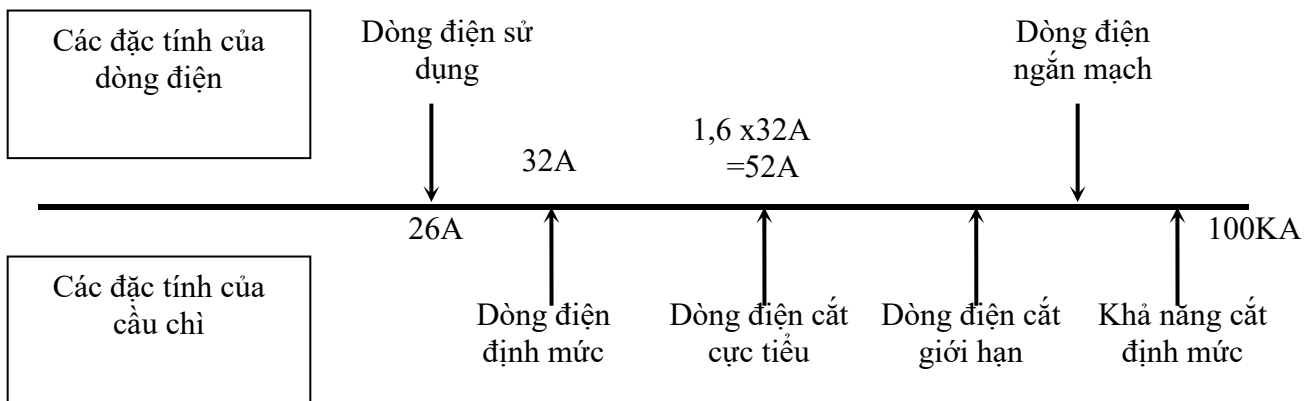 Các đặc tính của
dòng điện
Dòng điện sử
dụng
Dòng điện
ngắn mạch
32A
1,6 x32A
=52A
26A
100KA
Các đặc tính của
cầu chì
Dòng điện
định mức
Dòng điện cắt
cực tiểu
Dòng điện cắt
giới hạn
Khả năng cắt
định mức